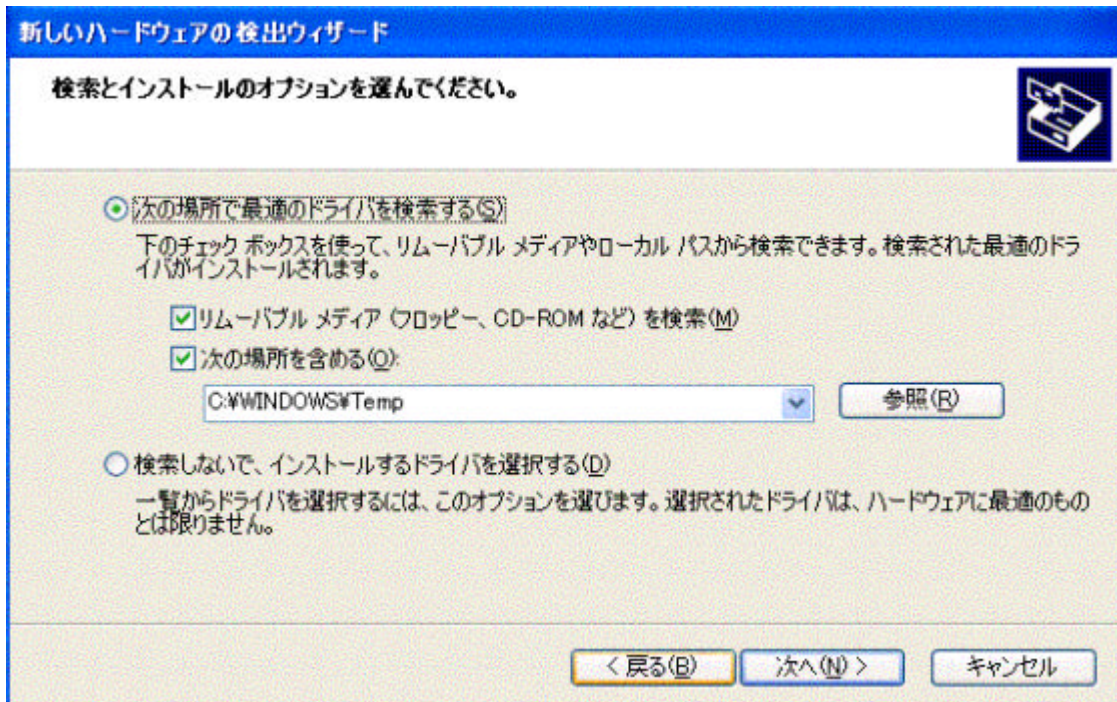 新しいハードウェアの検出ウィザード
検索とインストールのオプションを選んでください。
次の場所で最適のドライバを検索する(S)
下のチェック ボックスを使って、リムーバブル メディアやローカル パスから検索できます。検索された最適のドラ
イバがインストールされます。
リムーバブル メディア (フロッピー、CD-ROM など) を検索(M)
次の場所を含める(O):
C:¥WINDOWS¥Temp
参照(R)
検索しないで、インストールするドライバを選択する(D)
一覧からドライバを選択するには、このオプションを選びます。選択されたドライバは、ハードウェアに最適のもの
とは限りません。
< 戻る(B) 次へ(N) > キャンセル